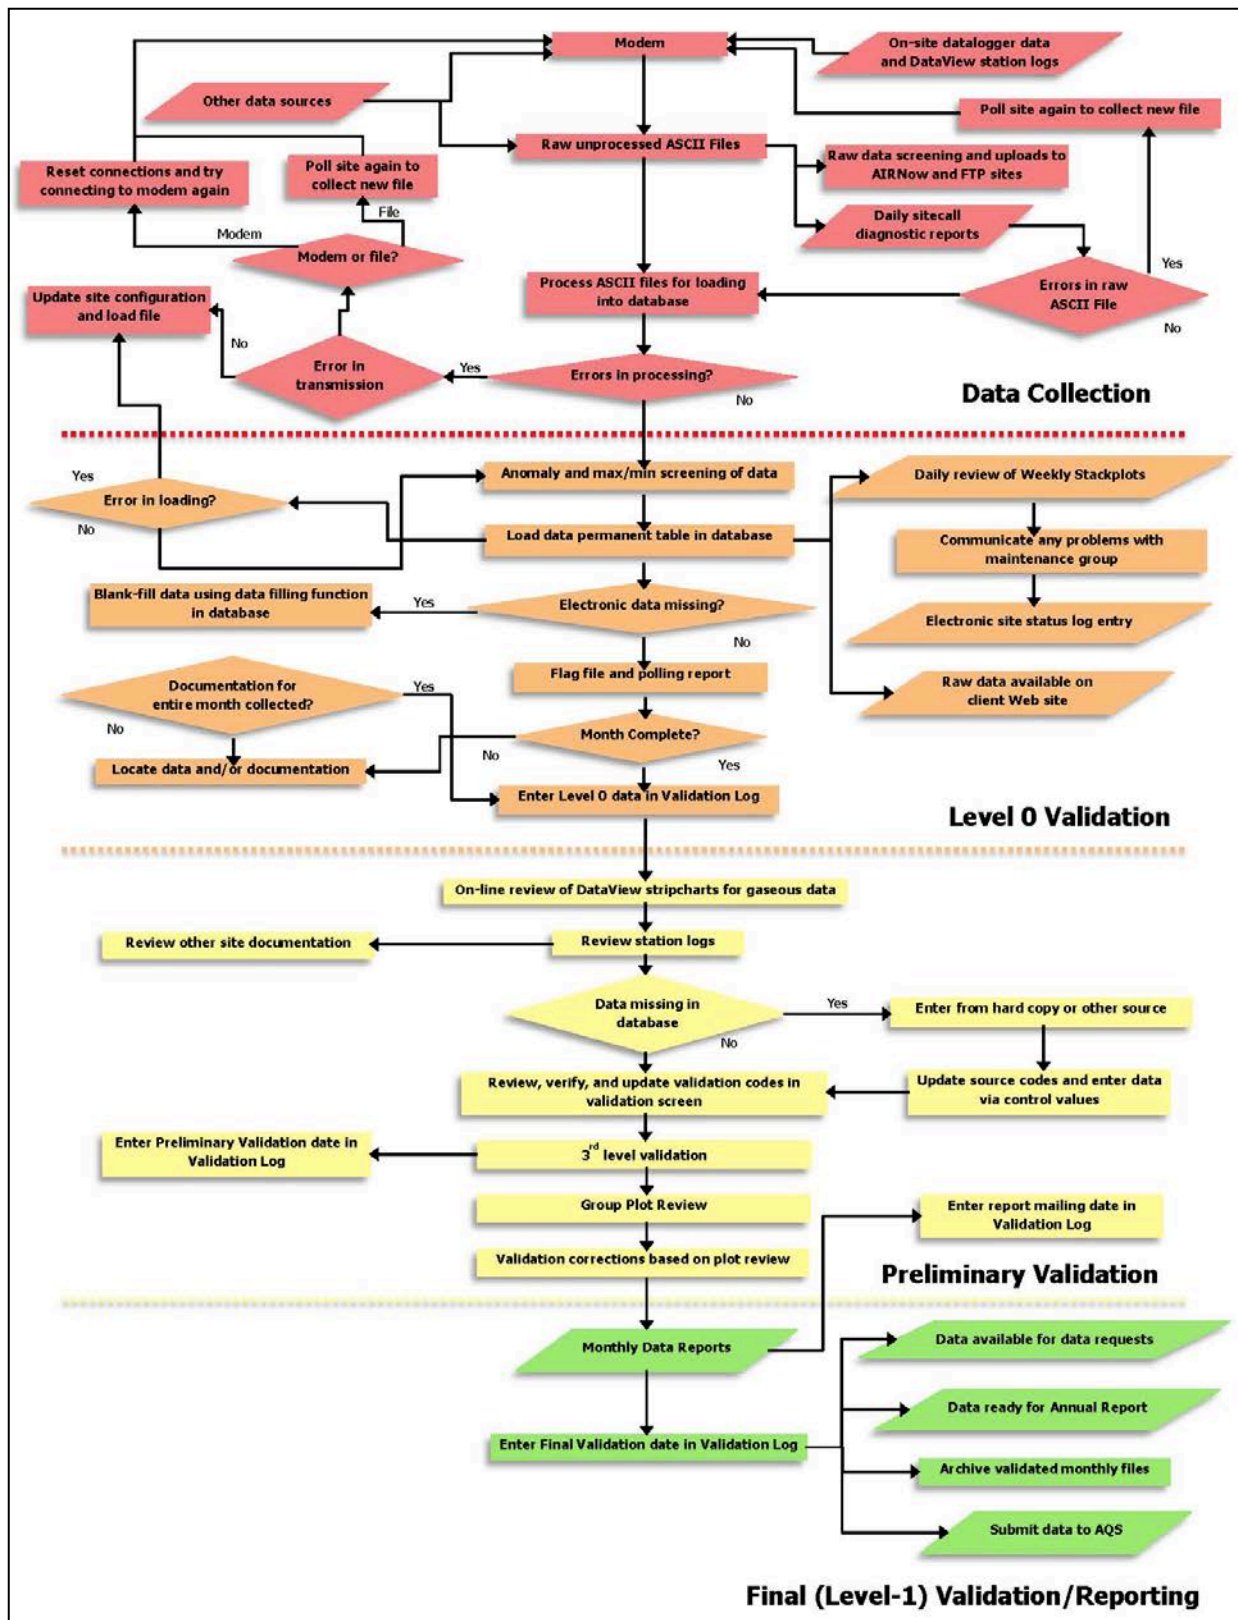 Modem
On-site datalogger data
and DataView station logs
Other data sources
Poll site again to collect new file
Raw unprocessed ASCII Files
Reset connections and try
connecting to modem again
Poll site again to
collect new file
Raw data screening and uploads to
AIRNow and FTP sites
File
Modem
Daily sitecall
diagnostic reports
Modem or file?
Yes
Process ASCII files for loading
into database
Errors in raw
ASCII File
No
Update site configuration
and load file
No
Error in
transmission
Yes
Errors in processing?
No
Data Collection
Yes
Error in loading?
No
Anomaly and max/min screening of data
Daily review of Weekly Stackplots
Load data permanent table in database
Communicate any problems with
maintenance group
Blank-fill data using data filling function
in database
Yes
Electronic data missing?
No
Electronic site status log entry
Flag file and polling report
Documentation for
entire month collected?
Yes
No
Raw data available on
client Web site
Month Complete?
No
Yes
Locate data and/or documentation
Enter Level 0 data in Validation Log
Level 0 Validation
On-line review of DataView stripcharts for gaseous data
Review other site documentation
Review station logs
Data missing in
database
Yes
No
Enter from hard copy or other source
Review, verify, and update validation codes in
validation screen
Update source codes and enter data
via control values
Enter Preliminary Validation date in
Validation Log
3rd level validation
Group Plot Review
Enter report mailing date in
Validation Log
Validation corrections based on plot review
Preliminary Validation
Monthly Data Reports
Data available for data requests
Data ready for Annual Report
Enter Final Validation date in Validation Log
Archive validated monthly files
Submit data to AQS
Final (Level-1) Validation/Reporting